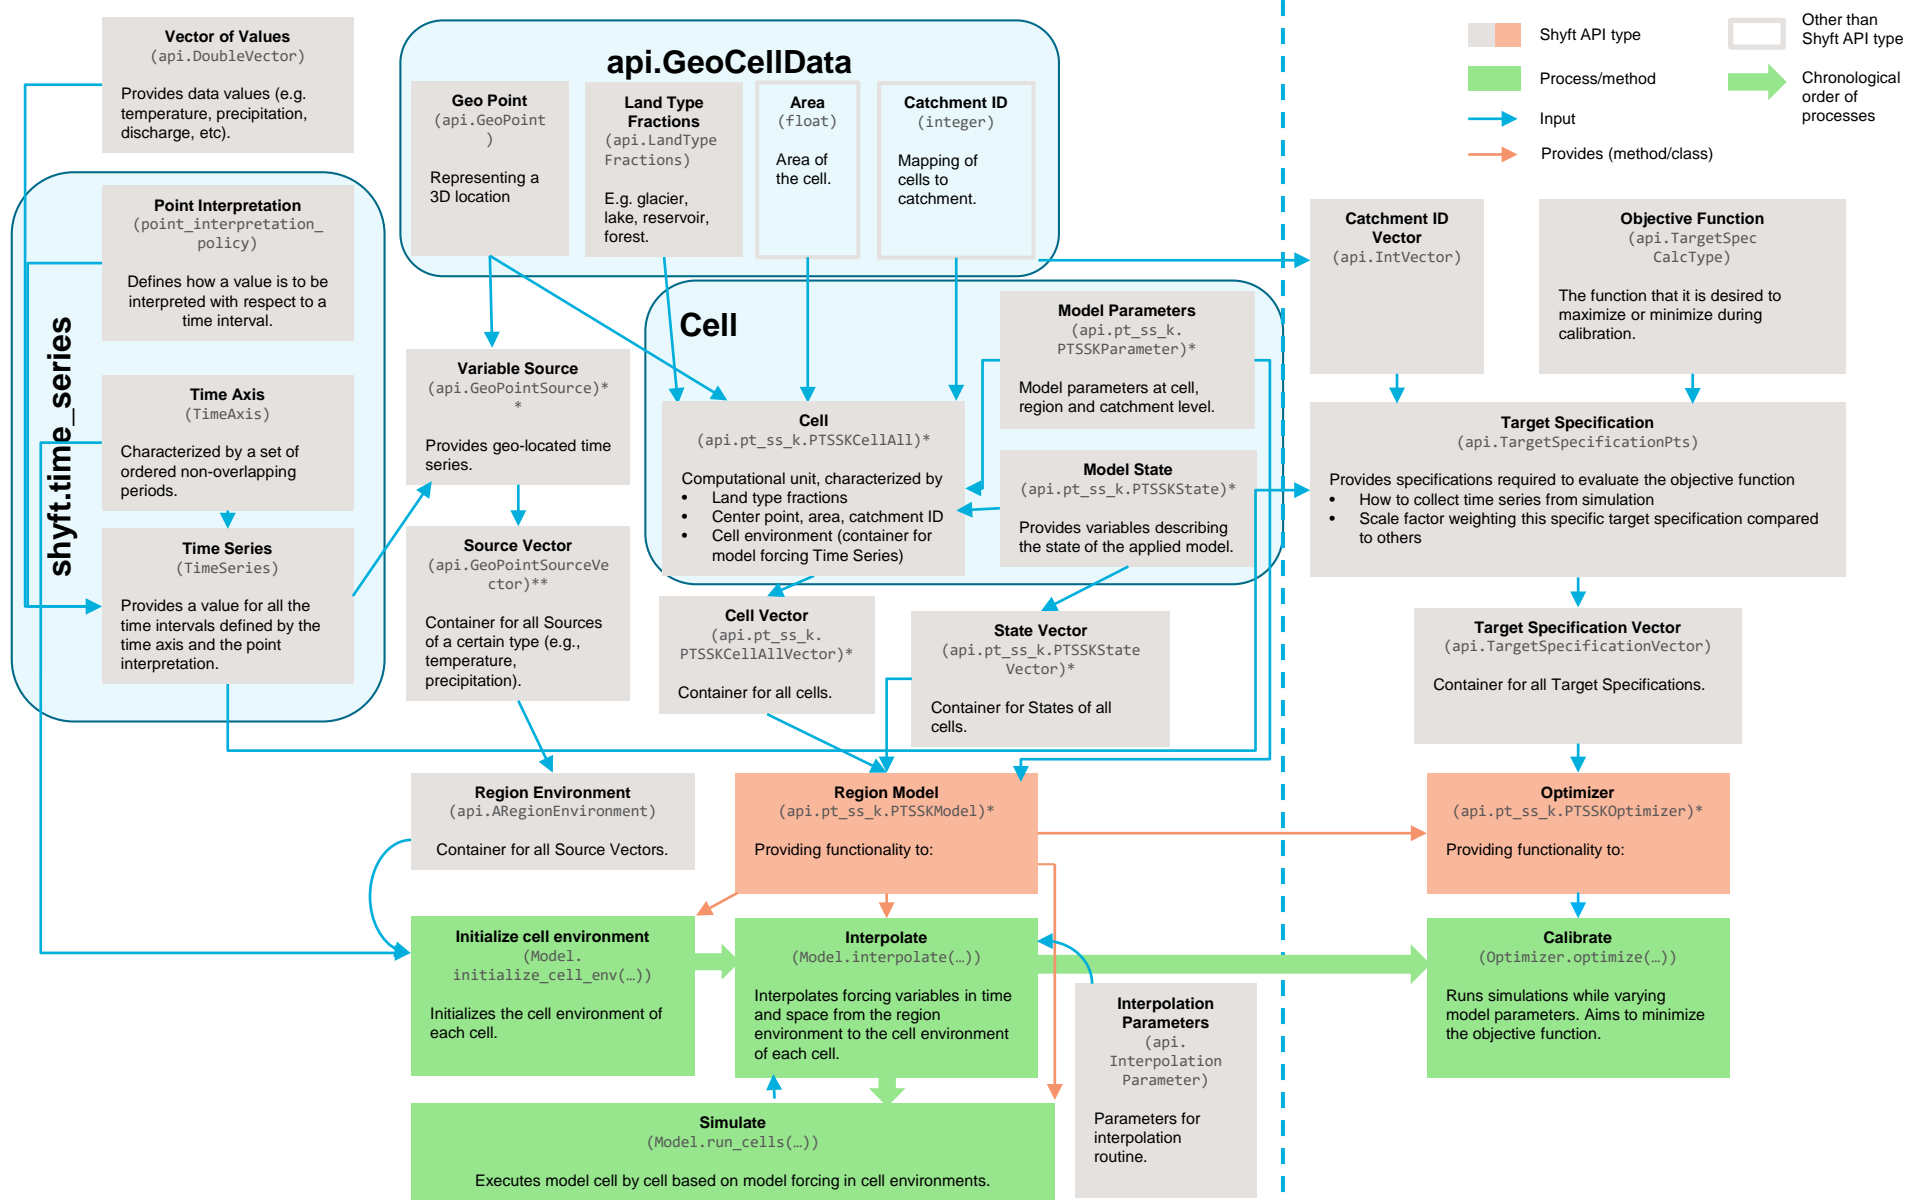 Vector of Values
(api.DoubleVector)
Provides data values (e.g.
temperature, precipitation,
discharge, etc).
shyft.time_series
Point Interpretation
(point_interpretation_
policy)
Defines how a value is to be
interpreted with respect to a
time interval.
Time Axis
(TimeAxis)
Characterized by a set of
ordered non-overlapping
periods.
Time Series
(TimeSeries)
Provides a value for all the
time intervals defined by the
time axis and the point
interpretation.
api.GeoCellData
Geo Point
(api.GeoPoint
)
Representing a
3D location
Land Type
Fractions
(api.LandType
Fractions)
E.g. glacier,
lake, reservoir,
forest.
Area
(float)
Area of
the cell.
Catchment ID
(integer)
Mapping of
cells to
catchment.
Variable Source
(api.GeoPointSource)*
*
Provides geo-located time
series.
Source Vector
(api.GeoPointSourceVe
ctor)**
Container for all Sources
of a certain type (e.g.,
temperature,
precipitation).
Cell
Cell
(api.pt_ss_k.PTSSKCellAll)*
Computational unit, characterized by
• Land type fractions
• Center point, area, catchment ID
• Cell environment (container for
model forcing Time Series)
Model Parameters
(api.pt_ss_k.
PTSSKParameter)*
Model parameters at cell,
region and catchment level.
Model State
(api.pt_ss_k.PTSSKState)*
Provides variables describing
the state of the applied model.
Cell Vector
(api.pt_ss_k.
PTSSKCellAllVector)*
Container for all cells.
State Vector
(api.pt_ss_k.PTSSKState
Vector)*
Container for States of all
cells.
Region Environment
(api.ARegionEnvironment)
Container for all Source Vectors.
Region Model
(api.pt_ss_k.PTSSKModel)*
Providing functionality to:
Initialize cell environment
(Model.
initialize_cell_env(…))
Initializes the cell environment of
each cell.
Interpolate
(Model.interpolate(…))
Interpolates forcing variables in time
and space from the region
environment to the cell environment
of each cell.
Interpolation
Parameters
(api.
Interpolation
Parameter)
Parameters for
interpolation
routine.
Simulate
(Model.run_cells(…))
Executes model cell by cell based on model forcing in cell environments.
Shyft API type
Other than
Shyft API type
Process/method
Chronological
order of
processes
Input
Provides (method/class)
Catchment ID
Vector
(api.IntVector)
Objective Function
(api.TargetSpec
CalcType)
The function that it is desired to
maximize or minimize during
calibration.
Target Specification
(api.TargetSpecificationPts)
Provides specifications required to evaluate the objective function
• How to collect time series from simulation
• Scale factor weighting this specific target specification compared
to others
Target Specification Vector
(api.TargetSpecificationVector)
Container for all Target Specifications.
Optimizer
(api.pt_ss_k.PTSSKOptimizer)*
Providing functionality to:
Calibrate
(Optimizer.optimize(…))
Runs simulations while varying
model parameters. Aims to minimize
the objective function.